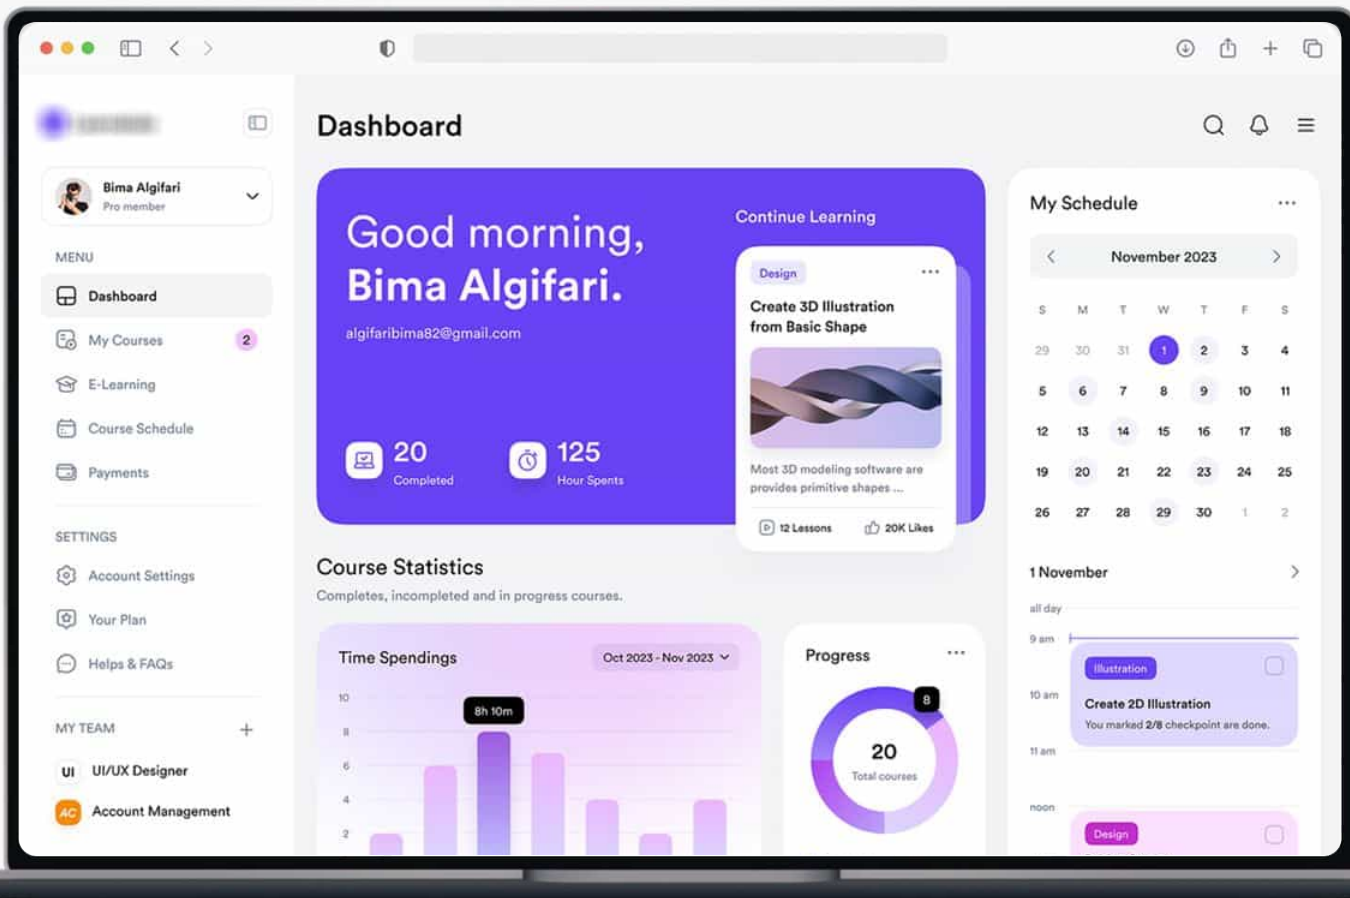 Dashboard
Bima Algifari
Pro member
MENU
Dashboard
My Courses 2
E-Learning
Course Schedule
Payments
SETTINGS
Account Settings
Your Plan
Helps & FAQs
MY TEAM
UI UI/UX Designer
AC Account Management
Good morning,
Bima Algifari.
algifaribima82@gmail.com
20
Completed
125
Hour Spents
Continue Learning
Design
Create 3D Illustration
from Basic Shape
Most 3D modeling software are
provides primitive shapes ...
12 Lessons 20K Likes
Course Statistics
Completes, incompleted and in progress courses.
Time Spendings Oct 2023 - Nov 2023
10
8h 10m
8
6
4
2
Progress
8
20
Total courses
My Schedule
November 2023
S M T W T F S
29 30 31 1 2 3 4
5 6 7 8 9 10 11
12 13 14 15 16 17 18
19 20 21 22 23 24 25
26 27 28 29 30 1 2
1 November
all day
9 am
Illustration
10 am
Create 2D Illustration
You marked 2/8 checkpoint are done.
11 am
noon
Design